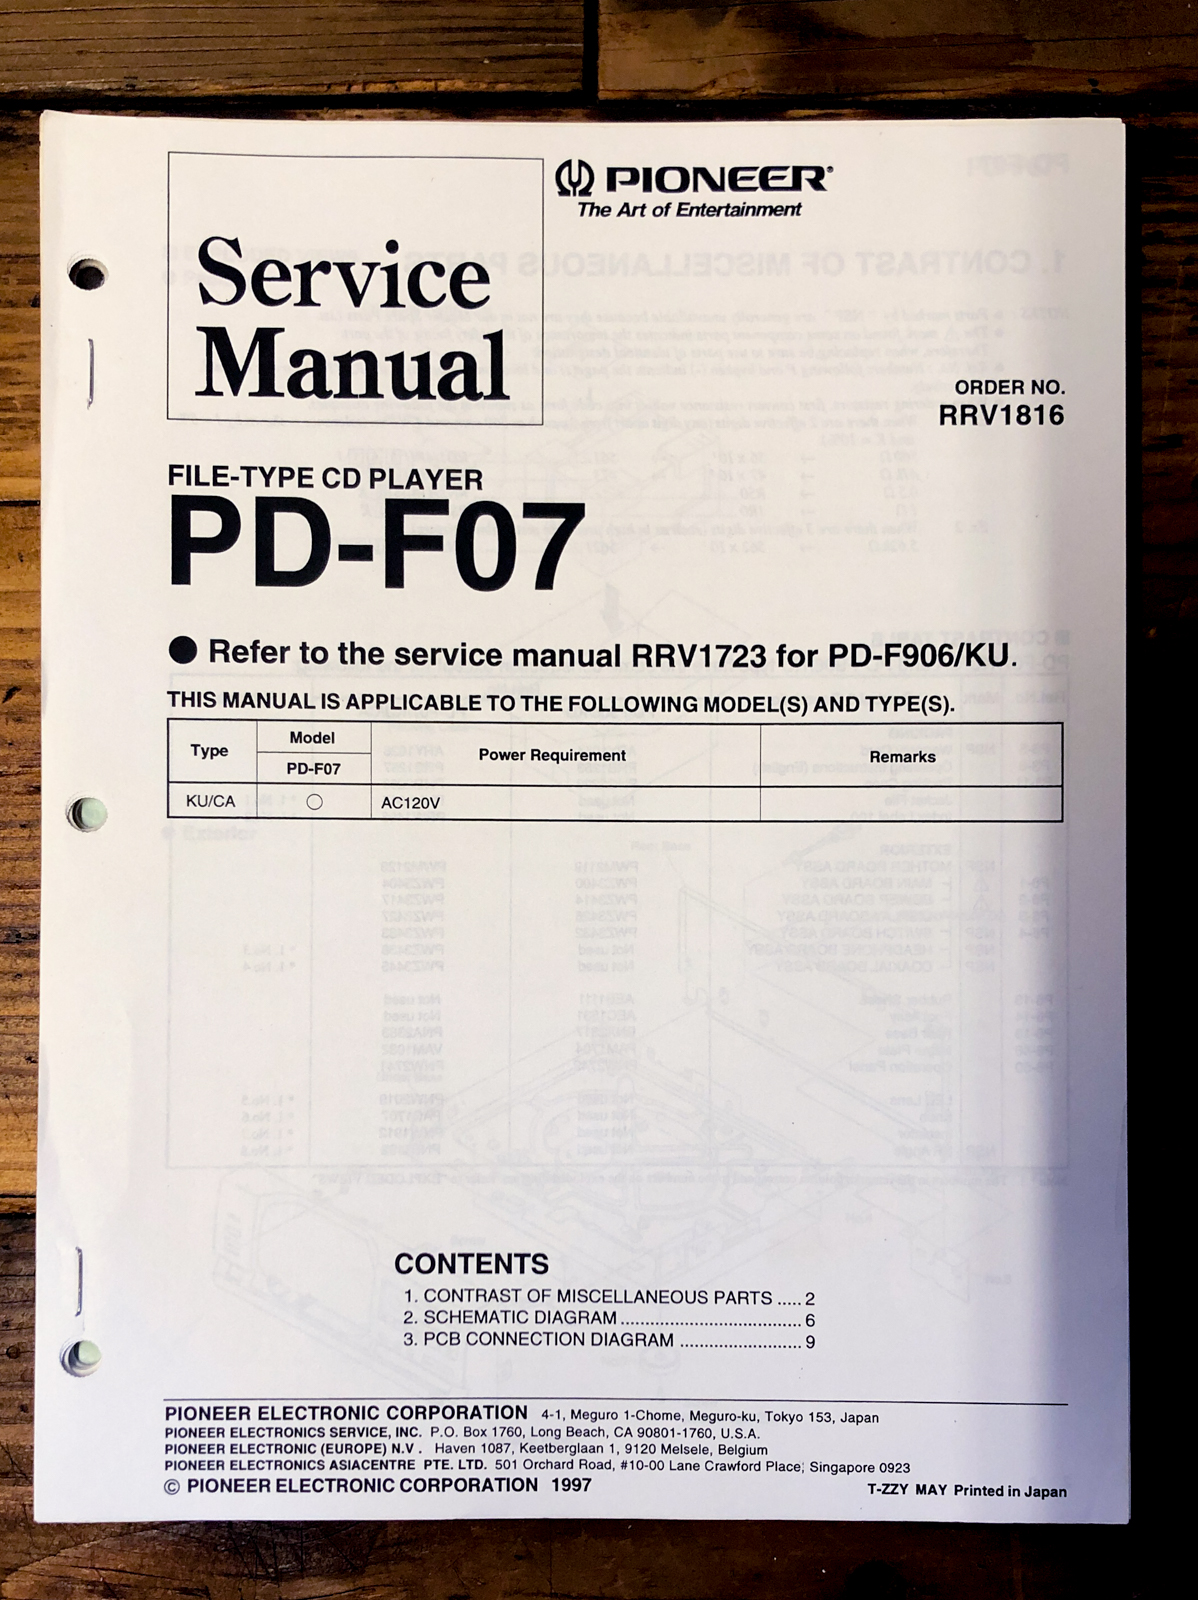 Service
Manual
PIONEER®
The Art of Entertainment
ORDER NO.
RRV1816
FILE-TYPE CD PLAYER
PD-F07
● Refer to the service manual RRV1723 for PD-F906/KU.
THIS MANUAL IS APPLICABLE TO THE FOLLOWING MODEL(S) AND TYPE(S).
Type Model Power Requirement Remarks
PD-F07
KU/CA ○ AC120V
CONTENTS
1. CONTRAST OF MISCELLANEOUS PARTS ..... 2
2. SCHEMATIC DIAGRAM ..................................... 6
3. PCB CONNECTION DIAGRAM ......................... 9
PIONEER ELECTRONIC CORPORATION 4-1, Meguro 1-Chome, Meguro-ku, Tokyo 153, Japan
PIONEER ELECTRONICS SERVICE, INC. P.O. Box 1760, Long Beach, CA 90801-1760, U.S.A.
PIONEER ELECTRONIC (EUROPE) N.V. Haven 1087, Keetberglaan 1, 9120 Melsele, Belgium
PIONEER ELECTRONICS ASIACENTRE PTE. LTD. 501 Orchard Road, #10-00 Lane Crawford Place, Singapore 0923
© PIONEER ELECTRONIC CORPORATION 1997
T-ZZY MAY Printed in Japan